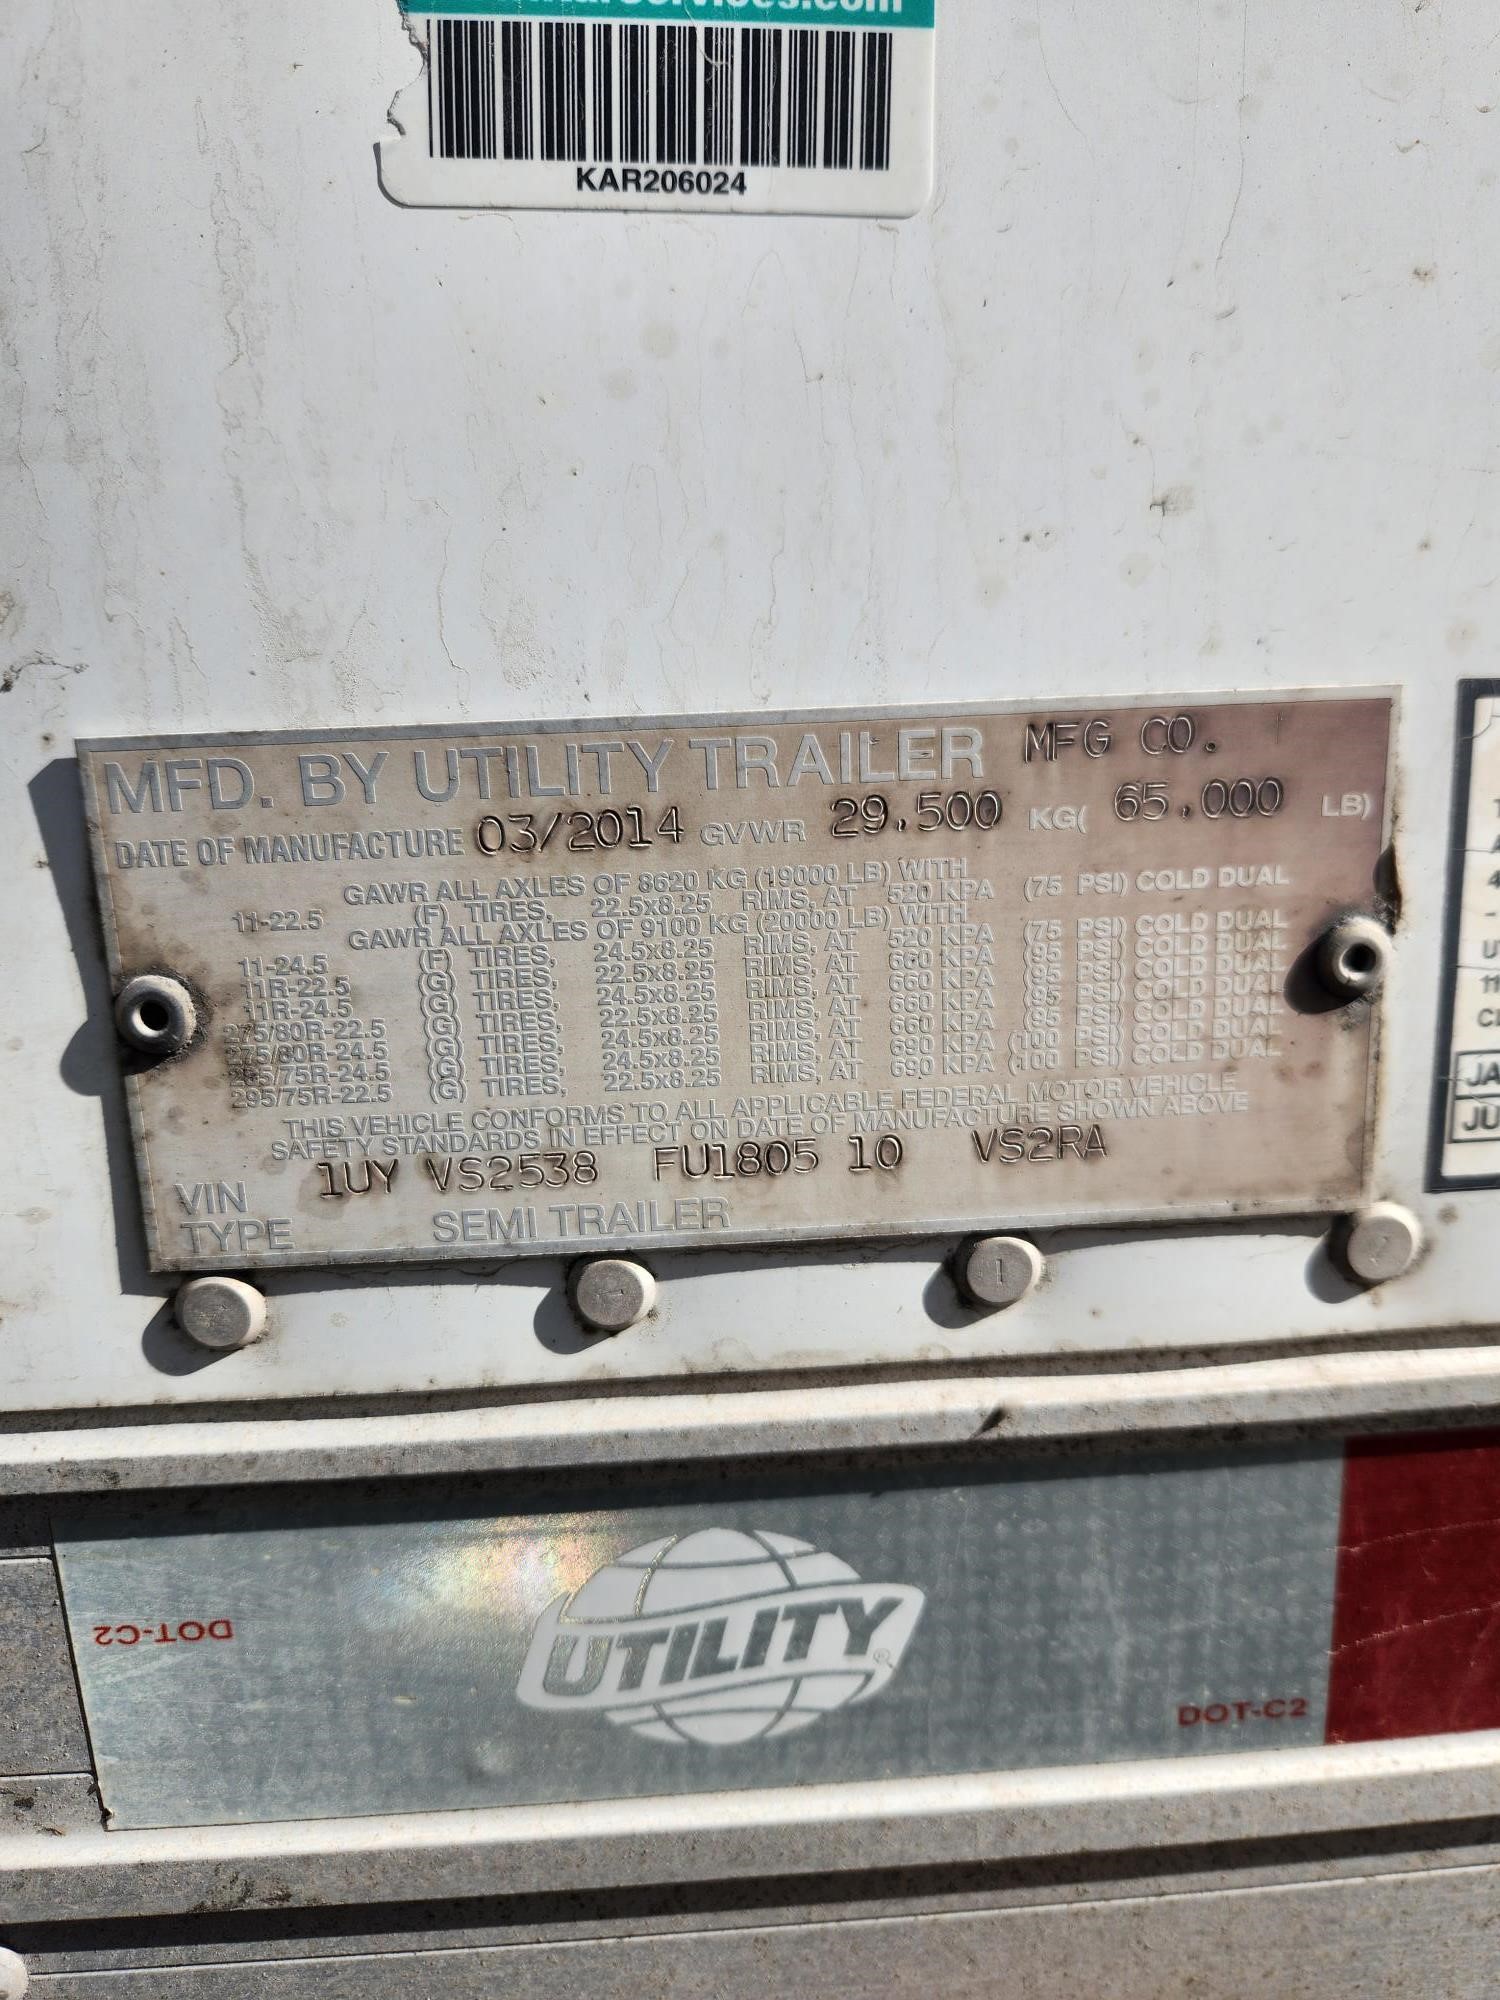 KAR206024
MFD. BY UTILITY TRAILER MFG CO.
DATE OF MANUFACTURE 03/2014 GVWR 29.500 KG( 65.000 LB)
GAWR ALL AXLES OF 8620 KG (19000 LB) WITH
11-22.5 (F) TIRES, 22.5x8.25 RIMS, AT 520 KPA (75 PSI) COLD DUAL
GAWR ALL AXLES OF 9100 KG (20000 LB) WITH
11-24.5 (F) TIRES, 24.5x8.25 RIMS, AT 520 KPA (75 PSI) COLD DUAL
11R-22.5 (G) TIRES, 22.5x8.25 RIMS, AT 660 KPA (95 PSI) COLD DUAL
11R-24.5 (G) TIRES, 24.5x8.25 RIMS, AT 660 KPA (95 PSI) COLD DUAL
275/80R-22.5 (G) TIRES, 22.5x8.25 RIMS, AT 660 KPA (95 PSI) COLD DUAL
275/80R-24.5 (G) TIRES, 24.5x8.25 RIMS, AT 660 KPA (95 PSI) COLD DUAL
/75R-24.5 (G) TIRES, 24.5x8.25 RIMS, AT 690 KPA (100 PSI) COLD DUAL
295/75R-22.5 (G) TIRES, 22.5x8.25 RIMS, AT 690 KPA (100 PSI) COLD DUAL
THIS VEHICLE CONFORMS TO ALL APPLICABLE FEDERAL MOTOR VEHICLE
SAFETY STANDARDS IN EFFECT ON DATE OF MANUFACTURE SHOWN ABOVE
VIN 1UY VS2538 FU1805 10 VS2RA
TYPE SEMI TRAILER
JA
JU
DOT-C2
UTILITY ®
DOT-C2